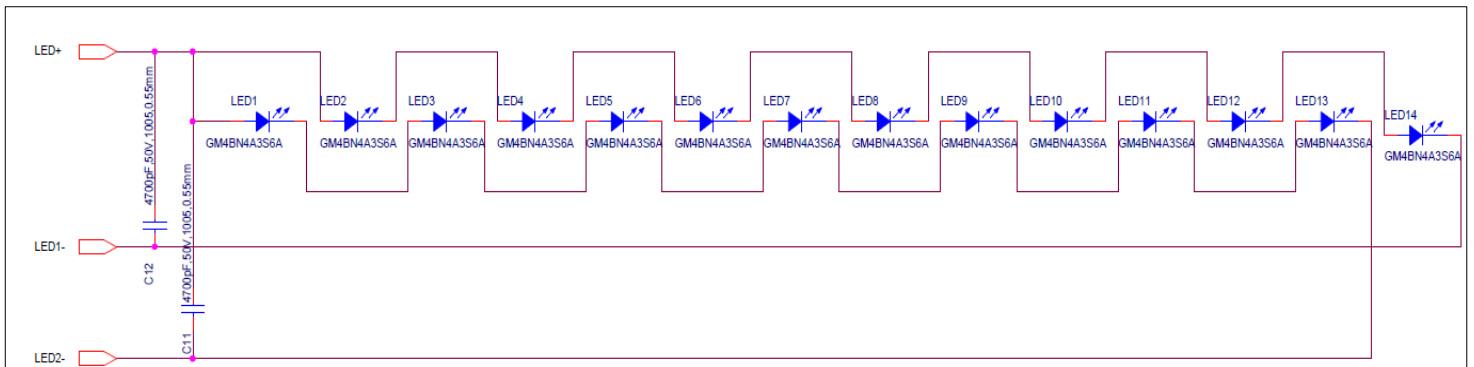 LED+
4700pF,50V,1005,0.55mm
C12
4700pF,50V,1005,0.55mm
C11
LED1
GM4BN4A3S6A
LED2
GM4BN4A3S6A
LED3
GM4BN4A3S6A
LED4
GM4BN4A3S6A
LED5
GM4BN4A3S6A
LED6
GM4BN4A3S6A
LED7
GM4BN4A3S6A
LED8
GM4BN4A3S6A
LED9
GM4BN4A3S6A
LED10
GM4BN4A3S6A
LED11
GM4BN4A3S6A
LED12
GM4BN4A3S6A
LED13
GM4BN4A3S6A
LED14
GM4BN4A3S6A
LED1-
LED2-